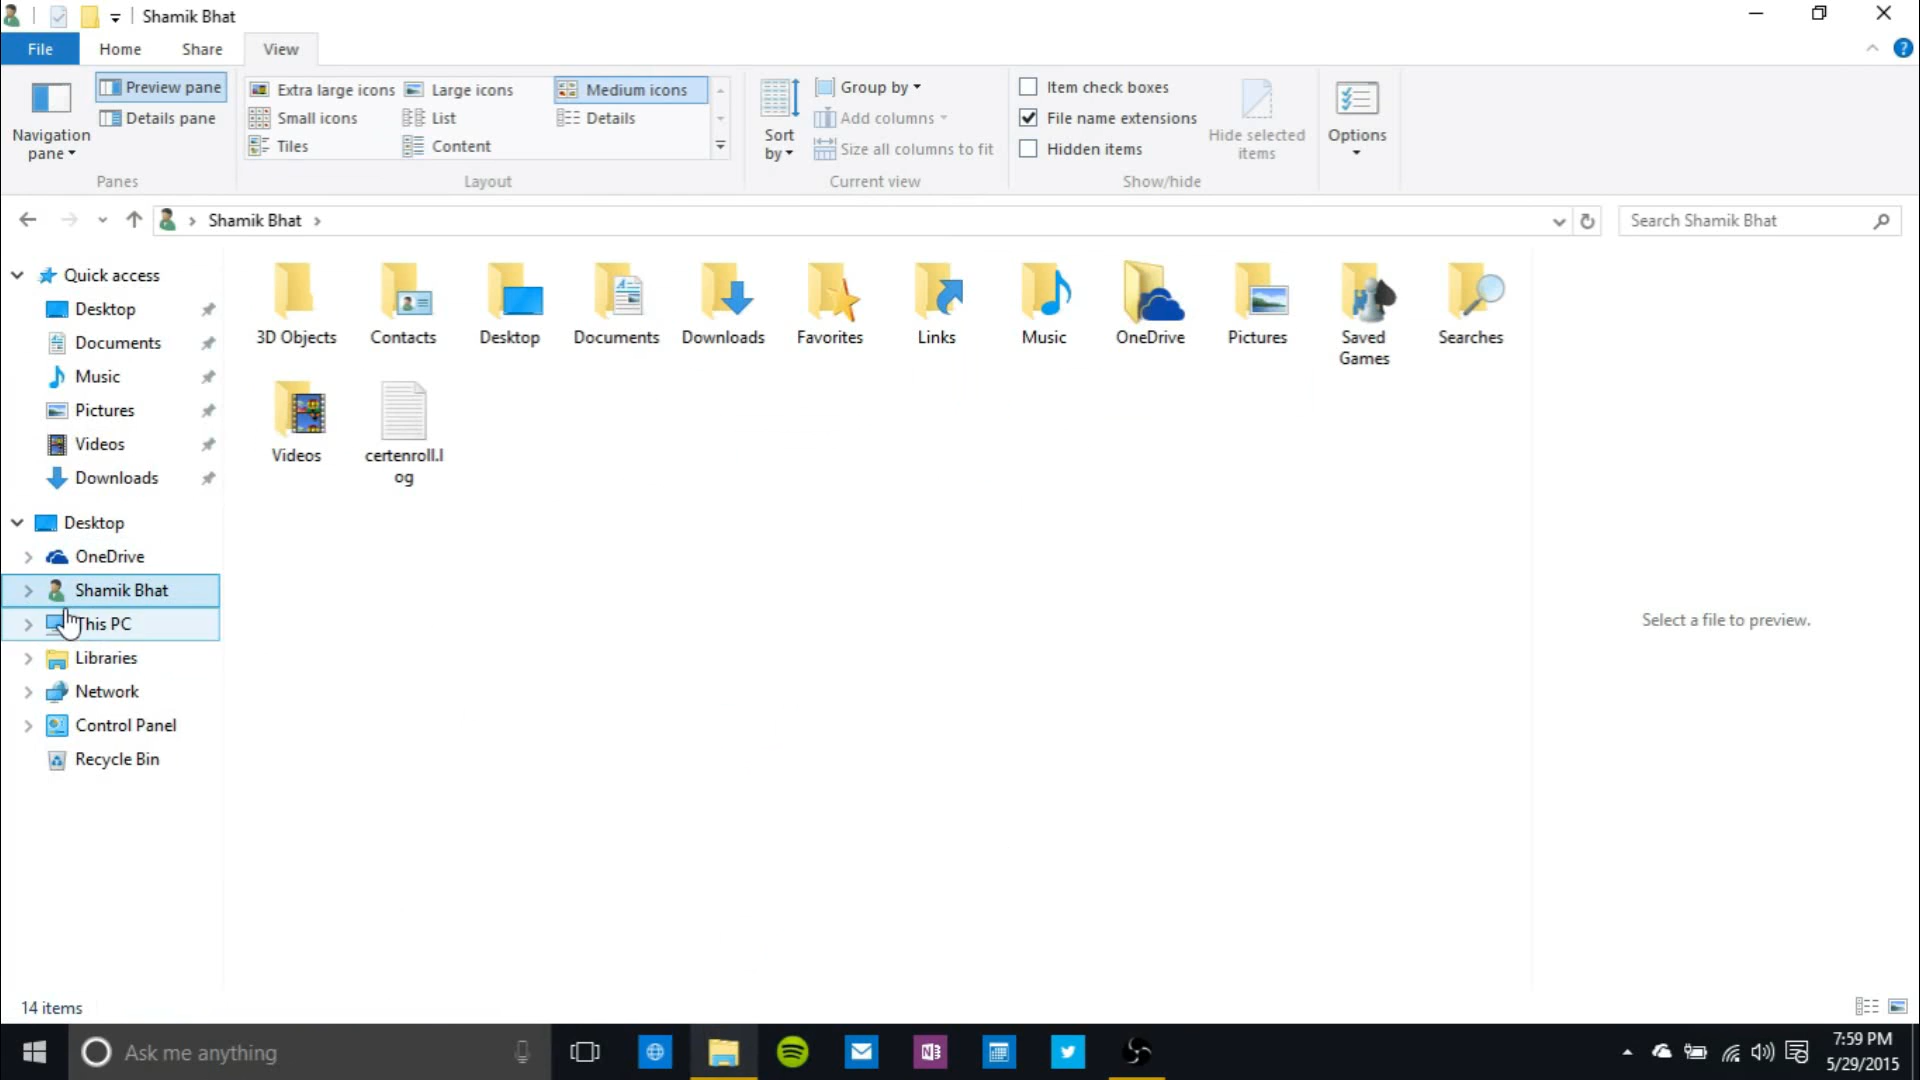 Shamik Bhat
File Home Share View
Navigation pane
Preview pane
Details pane
Panes
Extra large icons Large icons Medium icons
Small icons List Details
Tiles Content
Layout
Sort by
Group by
Add columns
Size all columns to fit
Current view
Item check boxes
File name extensions
Hidden items
Hide selected items
Show/hide
Options
Shamik Bhat
Search Shamik Bhat
Quick access
Desktop
Documents
Music
Pictures
Videos
Downloads
Desktop
OneDrive
Shamik Bhat
This PC
Libraries
Network
Control Panel
Recycle Bin
3D Objects Contacts Desktop Documents Downloads Favorites Links Music OneDrive Pictures Saved Games Searches
Videos certenroll.l
og
Select a file to preview.
14 items
Ask me anything
N
7:59 PM
5/29/2015